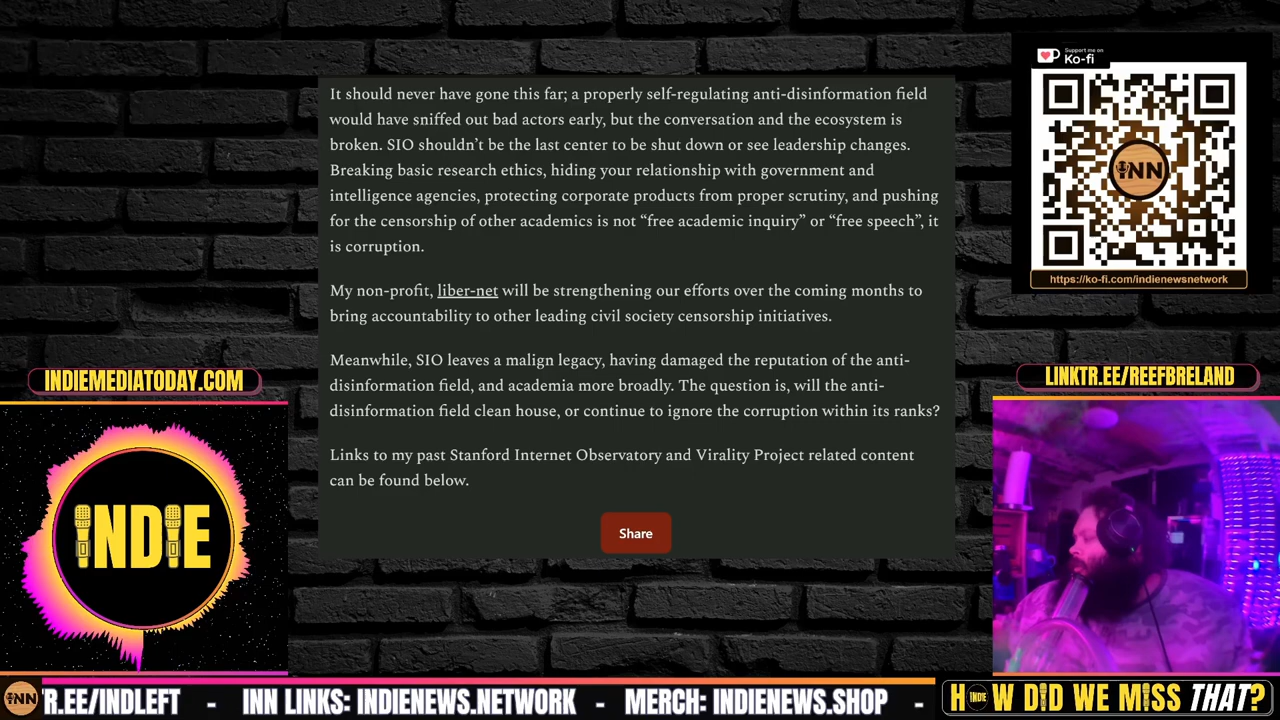 It should never have gone this far; a properly self-regulating anti-disinformation field
would have sniffed out bad actors early, but the conversation and the ecosystem is
broken. SIO shouldn’t be the last center to be shut down or see leadership changes.
Breaking basic research ethics, hiding your relationship with government and
intelligence agencies, protecting corporate products from proper scrutiny, and pushing
for the censorship of other academics is not “free academic inquiry” or “free speech”, it
is corruption.
My non-profit, liber-net will be strengthening our efforts over the coming months to
bring accountability to other leading civil society censorship initiatives.
Meanwhile, SIO leaves a malign legacy, having damaged the reputation of the anti-
disinformation field, and academia more broadly. The question is, will the anti-
disinformation field clean house, or continue to ignore the corruption within its ranks?
Links to my past Stanford Internet Observatory and Virality Project related content
can be found below.
Share
Support me on
Ko-fi
INN
https://ko-fi.com/indienewsnetwork
INDIEMEDIATODAY.COM
LINKTR.EE/REEFBRELAND
INDIE
INN
R.EE/INDLEFT - INN LINKS: INDIENEWS.NETWORK - MERCH: INDIENEWS.SHOP -
HOW DID WE MISS THAT?